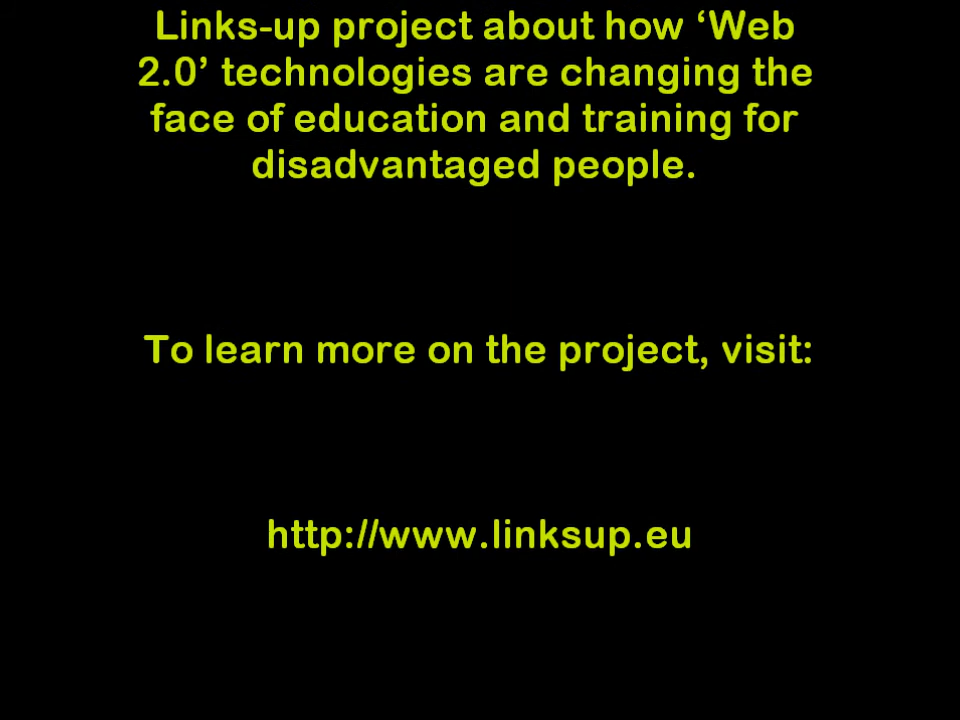 Links-up project about how ‘Web
2.0’ technologies are changing the
face of education and training for
disadvantaged people.
To learn more on the project, visit:
http://www.linksup.eu